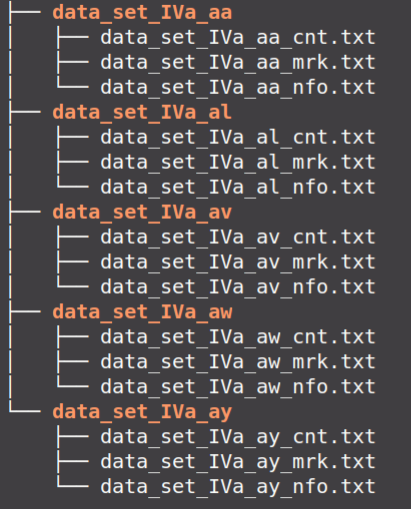 data_set_IVa_aa
data_set_IVa_aa_cnt.txt
data_set_IVa_aa_mrk.txt
data_set_IVa_aa_nfo.txt
data_set_IVa_al
data_set_IVa_al_cnt.txt
data_set_IVa_al_mrk.txt
data_set_IVa_al_nfo.txt
data_set_IVa_av
data_set_IVa_av_cnt.txt
data_set_IVa_av_mrk.txt
data_set_IVa_av_nfo.txt
data_set_IVa_aw
data_set_IVa_aw_cnt.txt
data_set_IVa_aw_mrk.txt
data_set_IVa_aw_nfo.txt
data_set_IVa_ay
data_set_IVa_ay_cnt.txt
data_set_IVa_ay_mrk.txt
data_set_IVa_ay_nfo.txt